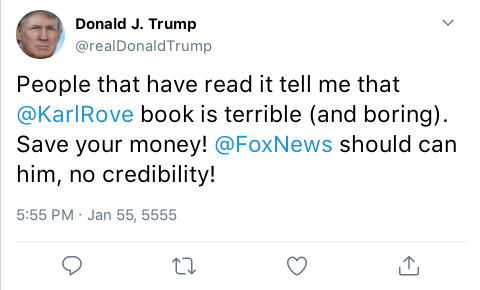 Donald J. Trump
@realDonaldTrump
People that have read it tell me that
@KarlRove book is terrible (and boring).
Save your money! @FoxNews should can
him, no credibility!
5:55 PM · Jan 55, 5555